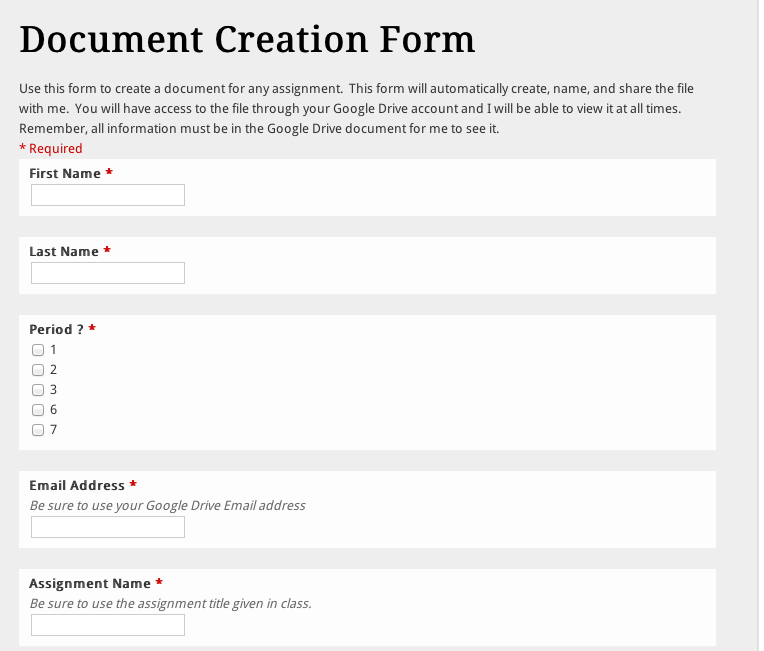 Document Creation Form
Use this form to create a document for any assignment.  This form will automatically create, name, and share the file
with me.  You will have access to the file through your Google Drive account and I will be able to view it at all times.
Remember, all information must be in the Google Drive document for me to see it.
* Required
First Name *
Last Name *
Period ? *
1
2
3
6
7
Email Address *
Be sure to use your Google Drive Email address
Assignment Name *
Be sure to use the assignment title given in class.